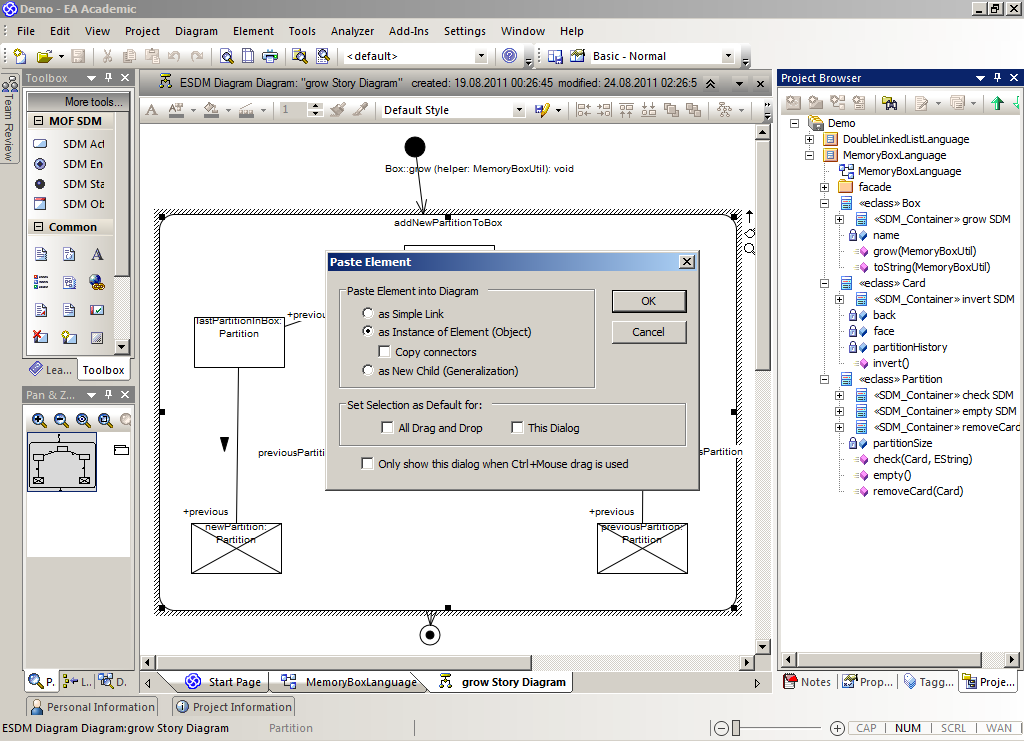 Demo - EA Academic
File Edit View Project Diagram Element Tools Analyzer Add-Ins Settings Window Help
<default>
Basic - Normal
Team Review
Toolbox
More tools...
MOF SDM
SDM Act
SDM En
SDM Sta
SDM Ob
Common
Lea...
Toolbox
Pan & Z...
P.
L..
D.
ESDM Diagram Diagram: "grow Story Diagram" created: 19.08.2011 00:26:45 modified: 24.08.2011 02:26:5
1
Default Style
Box::grow (helper: MemoryBoxUtil): void
addNewPartitionToBox
lastPartitionInBox:
Partition
+previou
previousPartiti
sPartition
+previous
newPartition:
Partition
+previous
previousPartition:
Partition
Paste Element
Paste Element into Diagram
as Simple Link
as Instance of Element (Object)
Copy connectors
as New Child (Generalization)
OK
Cancel
Set Selection as Default for:
All Drag and Drop
This Dialog
Only show this dialog when Ctrl+Mouse drag is used
Start Page
MemoryBoxLanguage
grow Story Diagram
Project Browser
Demo
DoubleLinkedListLanguage
MemoryBoxLanguage
MemoryBoxLanguage
facade
«eclass» Box
«SDM_Container» grow SDM
name
grow(MemoryBoxUtil)
toString(MemoryBoxUtil)
«eclass» Card
«SDM_Container» invert SDM
back
face
partitionHistory
invert()
«eclass» Partition
«SDM_Container» check SDM
«SDM_Container» empty SDM
«SDM_Container» removeCard
partitionSize
check(Card, EString)
empty()
removeCard(Card)
Notes
Prop...
Tagg...
Proje...
Personal Information
Project Information
ESDM Diagram Diagram:grow Story Diagram
Partition
CAP NUM SCRL WAN